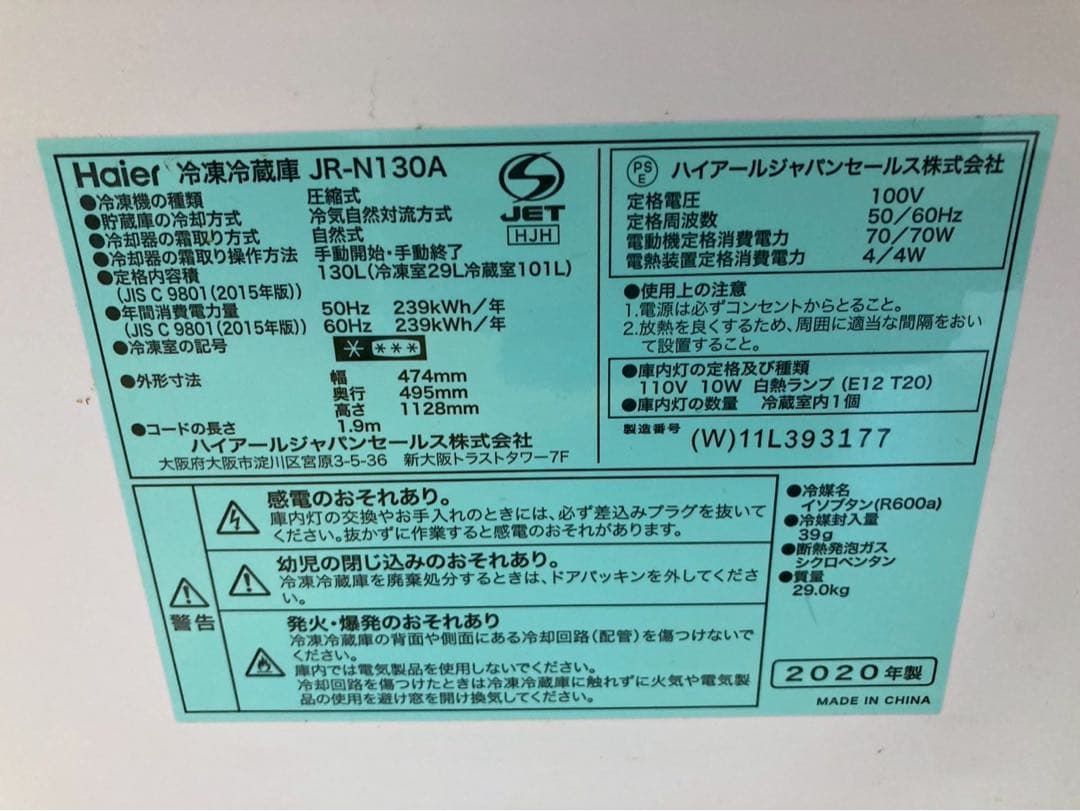 Haier 冷凍冷蔵庫 JR-N130A
●冷凍機の種類 圧縮式
●貯蔵庫の冷却方式 冷気自然対流方式
●冷却器の霜取り方式 自然式
●冷却器の霜取り操作方法 手動開始・手動終了
●定格内容積 130L(冷凍室29L冷蔵室101L)
(JIS C 9801(2015年版))
●年間消費電力量 50Hz 239kWh/年
(JIS C 9801(2015年版)) 60Hz 239kWh/年
●冷凍室の記号 * ***
●外形寸法 幅 474mm
奥行 495mm
高さ 1128mm
●コードの長さ 1.9m
ハイアールジャパンセールス株式会社
大阪府大阪市淀川区宮原3-5-36 新大阪トラストタワー7F
JET
HJH
PS
E
ハイアールジャパンセールス株式会社
定格電圧 100V
定格周波数 50/60Hz
電動機定格消費電力 70/70W
電熱装置定格消費電力 4/4W
●使用上の注意
1.電源は必ずコンセントからとること。
2.放熱を良くするため、周囲に適当な間隔をおい
て設置すること。
●庫内灯の定格及び種類
110V 10W 白熱ランプ (E12 T20)
●庫内灯の数量 冷蔵室内1個
製造番号 (W)11L393177
警告
感電のおそれあり。
庫内灯の交換やお手入れのときには、必ず差込みプラグを抜いて
ください。抜かずに作業すると感電のおそれがあります。
幼児の閉じ込みのおそれあり。
冷凍冷蔵庫を廃棄処分するときは、ドアパッキンを外してくださ
い。
発火・爆発のおそれあり
冷凍冷蔵庫の背面や側面にある冷却回路(配管)を傷つけないで
ください。
庫内では電気製品を使用しないでください。
冷却回路を傷つけたときは冷凍冷蔵庫に触れずに火気や電気製
品の使用を避け窓を開け換気してください。
●冷媒名
イソブタン(R600a)
●冷媒封入量
39g
●断熱発泡ガス
シクロペンタン
●質量
29.0kg
2020年製
MADE IN CHINA